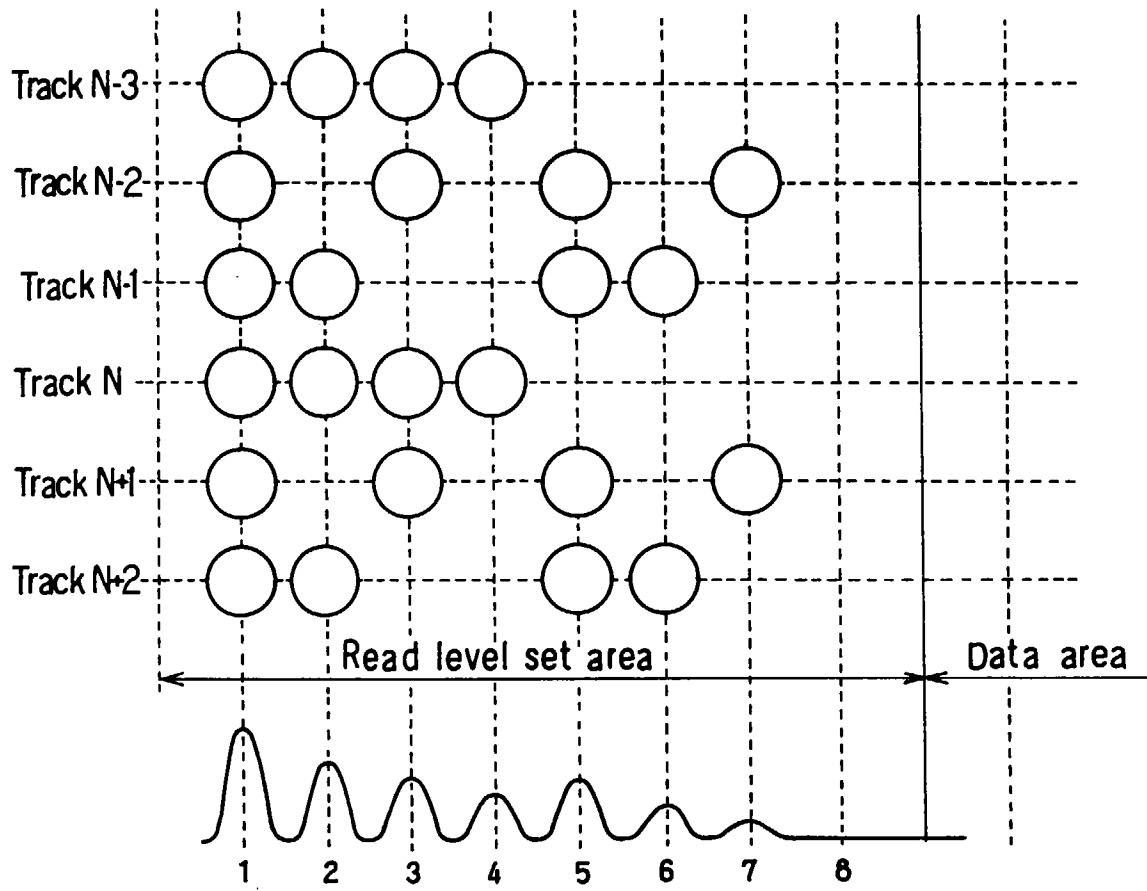 Track N-3
Track N-2
Track N-1
Track N
Track N+1
Track N+2
Read level set area
Data area
1 2 3 4 5 6 7 8